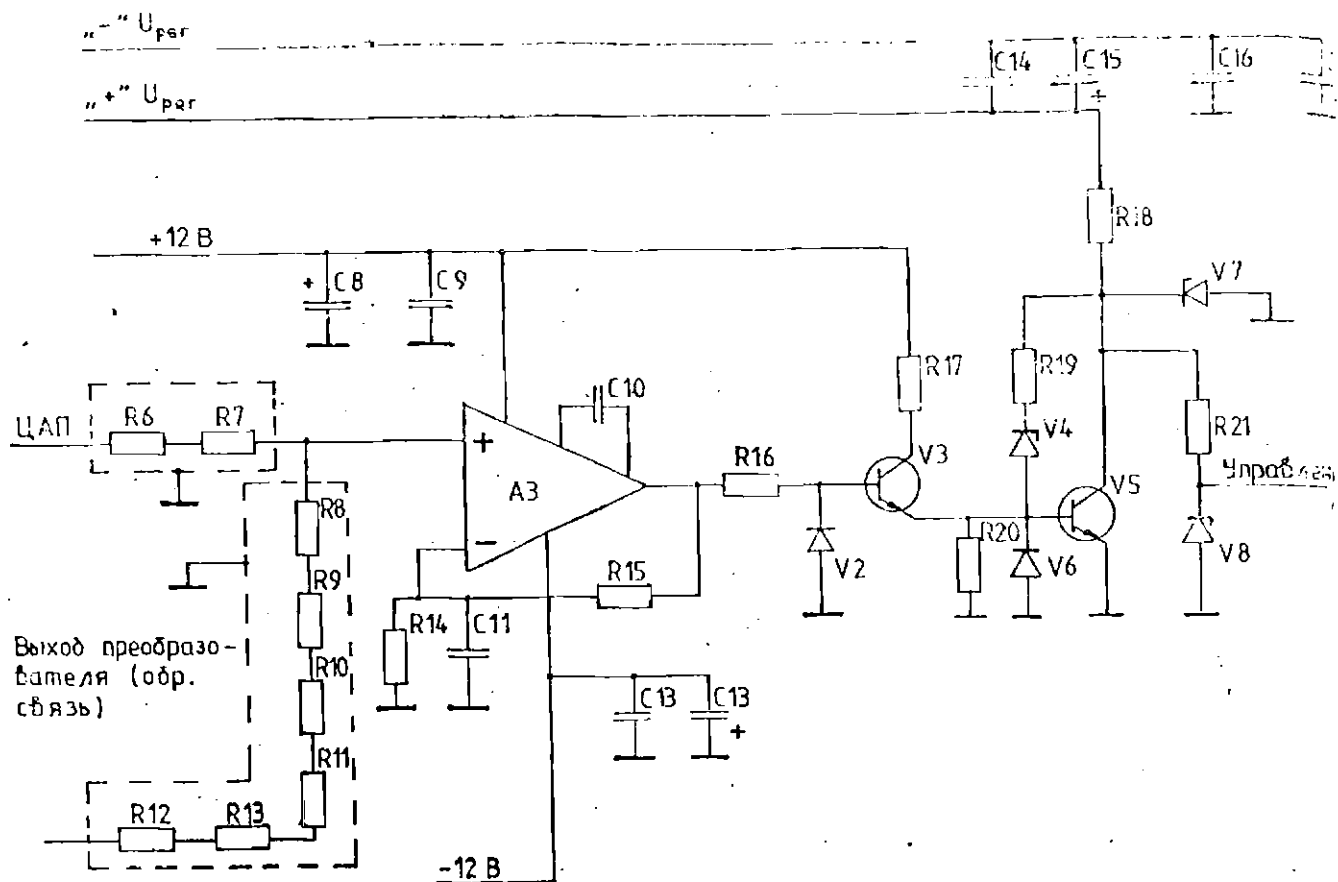 „-“ Uрег
C14
C15
C16
„+“ Uрег
+
R18
+12 В
+
C8
C9
V7
R17
R19
C10
V4
R21
ЦАП
R6
R7
+
R16
V3
А3
V5
R8
R20
V8
V2
V6
R9
-
R15
R14
C11
Выход преобразо-
вателя (обр.
связь)
R10
C13
C13
+
R11
R12
R13
-12 В